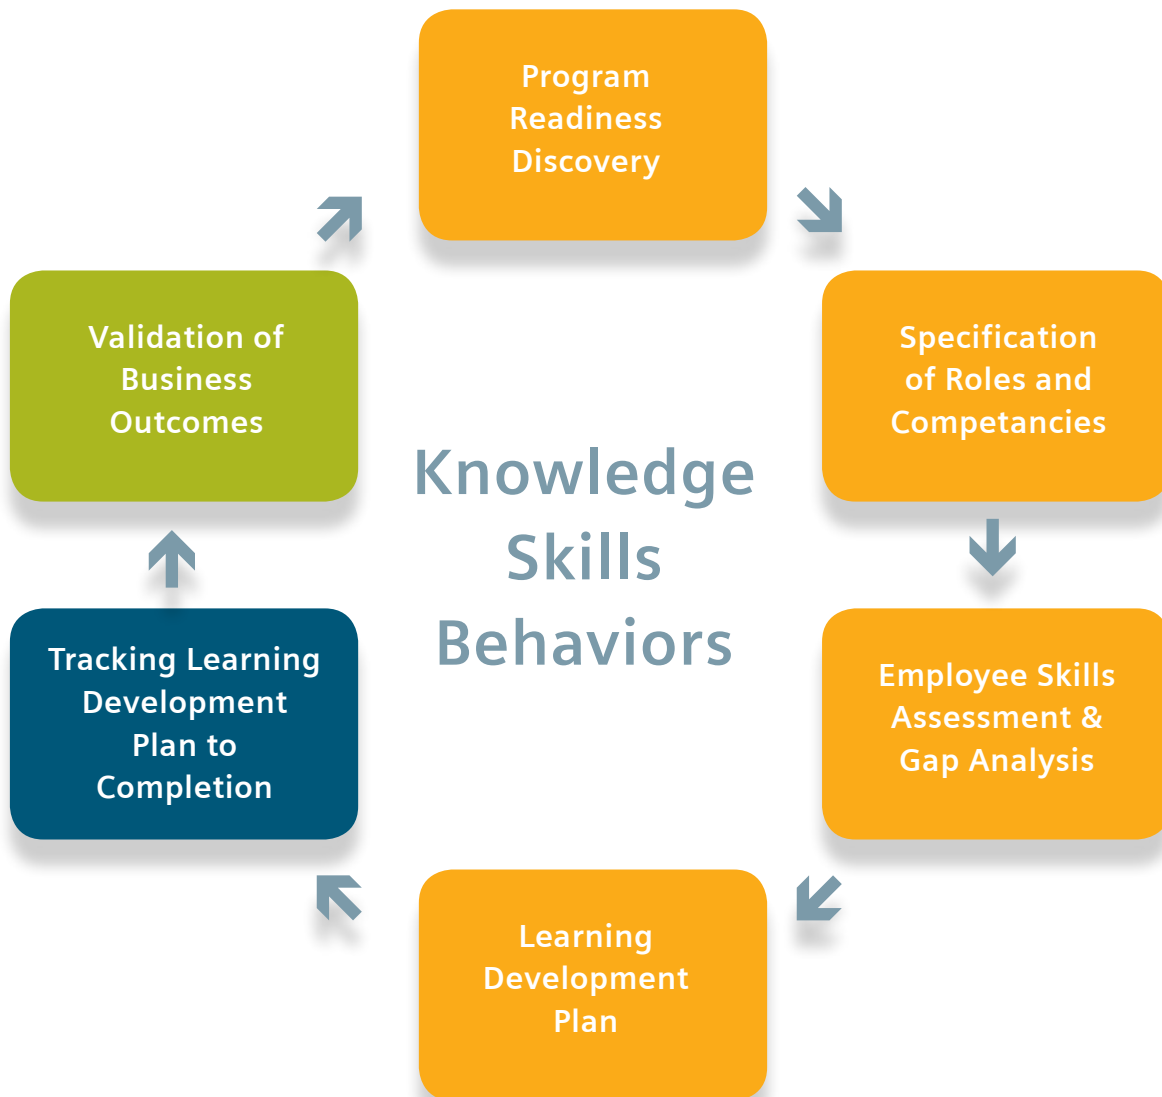 Program
Readiness
Discovery
Specification
of Roles and
Competancies
Employee Skills
Assessment &
Gap Analysis
Learning
Development
Plan
Tracking Learning
Development
Plan to
Completion
Validation of
Business
Outcomes
Knowledge
Skills
Behaviors